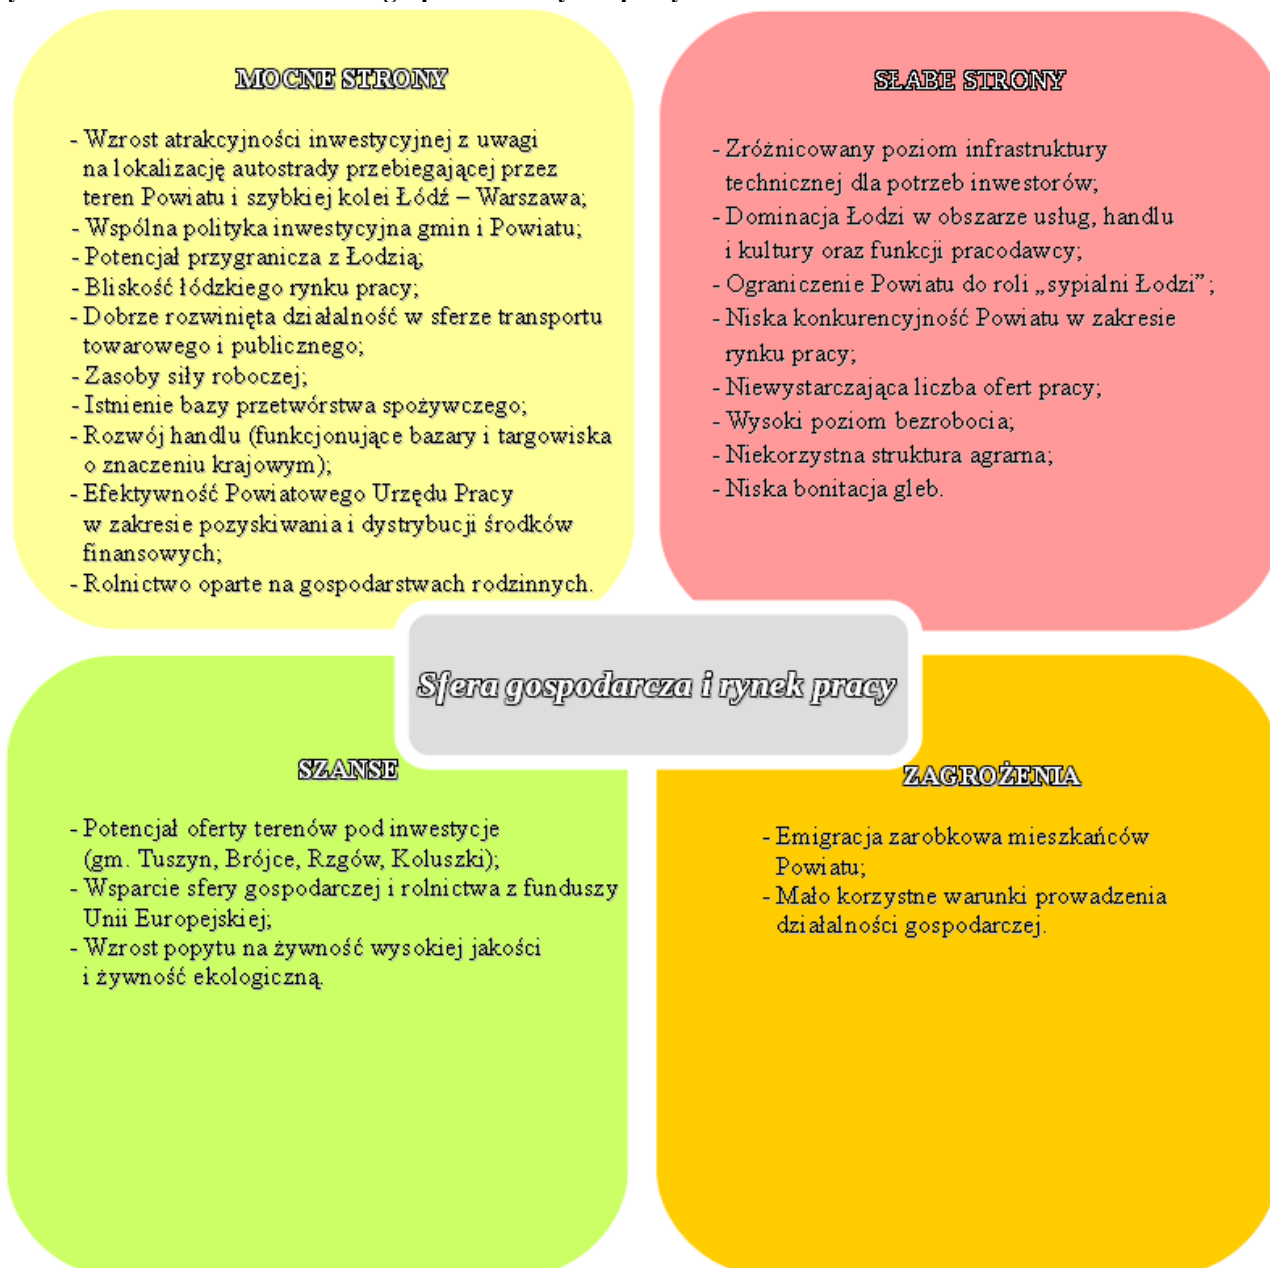 MOCNE STRONY
- Wzrost atrakcyjności inwestycyjnej z uwagi
na lokalizację autostrady przebiegającej przez
teren Powiatu i szybkiej kolei Łódź – Warszawa;
- Wspólna polityka inwestycyjna gmin i Powiatu;
- Potencjał przygranicza z Łodzią;
- Bliskość łódzkiego rynku pracy;
- Dobrze rozwinięta działalność w sferze transportu
towarowego i publicznego;
- Zasoby siły roboczej;
- Istnienie bazy przetwórstwa spożywczego;
- Rozwój handlu (funkcjonujące bazary i targowiska
o znaczeniu krajowym);
- Efektywność Powiatowego Urzędu Pracy
w zakresie pozyskiwania i dystrybucji środków
finansowych;
- Rolnictwo oparte na gospodarstwach rodzinnych.
SŁABE STRONY
- Zróżnicowany poziom infrastruktury
technicznej dla potrzeb inwestorów;
- Dominacja Łodzi w obszarze usług, handlu
i kultury oraz funkcji pracodawcy;
- Ograniczenie Powiatu do roli „sypialni Łodzi”;
- Niska konkurencyjność Powiatu w zakresie
rynku pracy;
- Niewystarczająca liczba ofert pracy;
- Wysoki poziom bezrobocia;
- Niekorzystna struktura agrarna;
- Niska bonitacja gleb.
Sfera gospodarcza i rynek pracy
SZANSE
- Potencjał oferty terenów pod inwestycje
(gm. Tuszyn, Brójce, Rzgów, Koluszki);
- Wsparcie sfery gospodarczej i rolnictwa z funduszy
Unii Europejskiej;
- Wzrost popytu na żywność wysokiej jakości
i żywność ekologiczną.
ZAGROŻENIA
- Emigracja zarobkowa mieszkańców
Powiatu;
- Mało korzystne warunki prowadzenia
działalności gospodarczej.